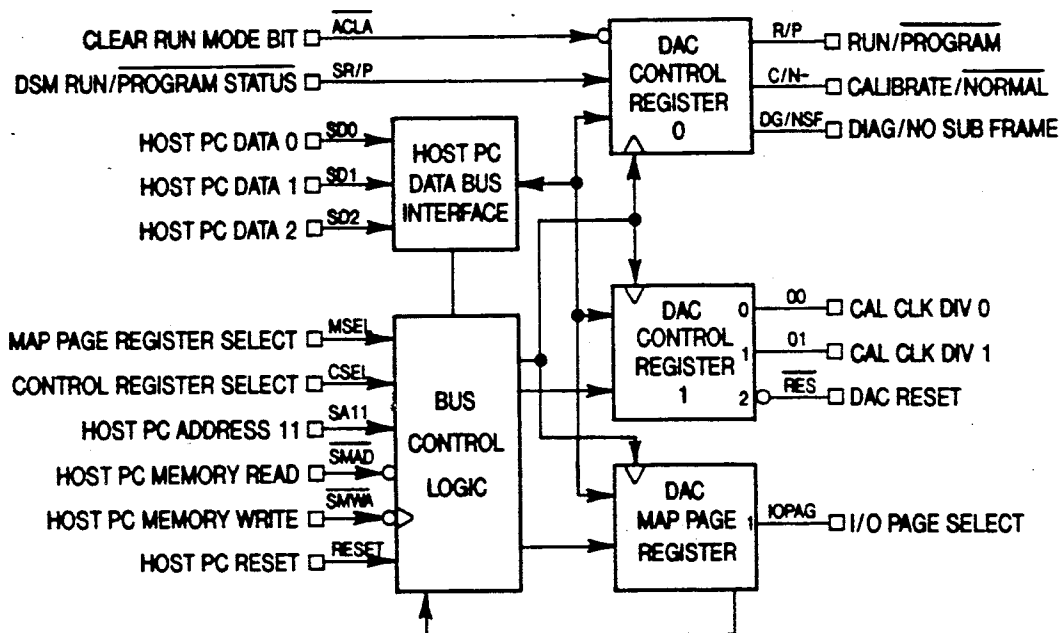 CLEAR RUN MODE BIT ACLA
DSM RUN/PROGRAM STATUS SR/P
HOST PC DATA 0 SD0
HOST PC DATA 1 SD1
HOST PC DATA 2 SD2
HOST PC
DATA BUS
INTERFACE
DAC
CONTROL
REGISTER
0
R/P RUN/PROGRAM
C/N- CALIBRATE/NORMAL
DG/NSF DIAG/NO SUB FRAME
MAP PAGE REGISTER SELECT MSEL
CONTROL REGISTER SELECT CSEL
HOST PC ADDRESS 11 SA11
HOST PC MEMORY READ SMAD
HOST PC MEMORY WRITE SMWA
HOST PC RESET RESET
BUS
CONTROL
LOGIC
DAC
CONTROL
REGISTER
1
0 00 CAL CLK DIV 0
1 01 CAL CLK DIV 1
2 RES DAC RESET
DAC
MAP PAGE
REGISTER
1 IOPAG I/O PAGE SELECT